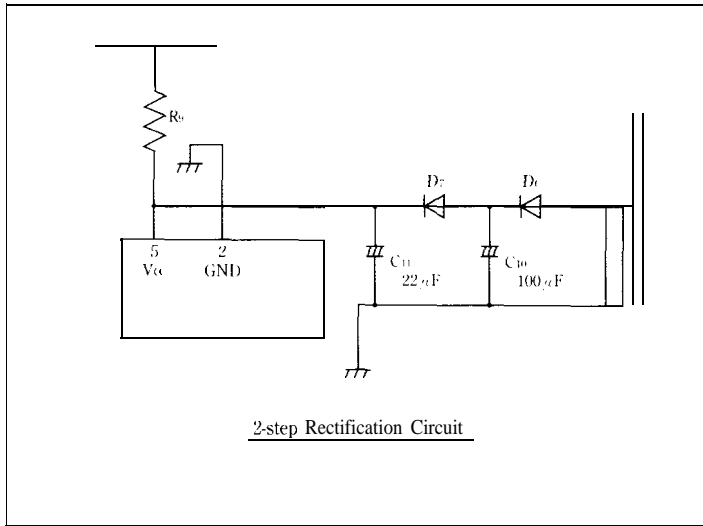 R9
D7
D6
5
2
Vcc
GND
C11
22μF
C10
100μF
2-step Rectification Circuit